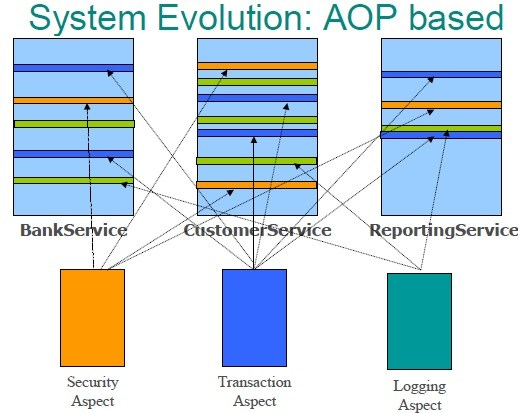 System Evolution: AOP based
BankService
CustomerService
ReportingService
Security
Aspect
Transaction
Aspect
Logging
Aspect